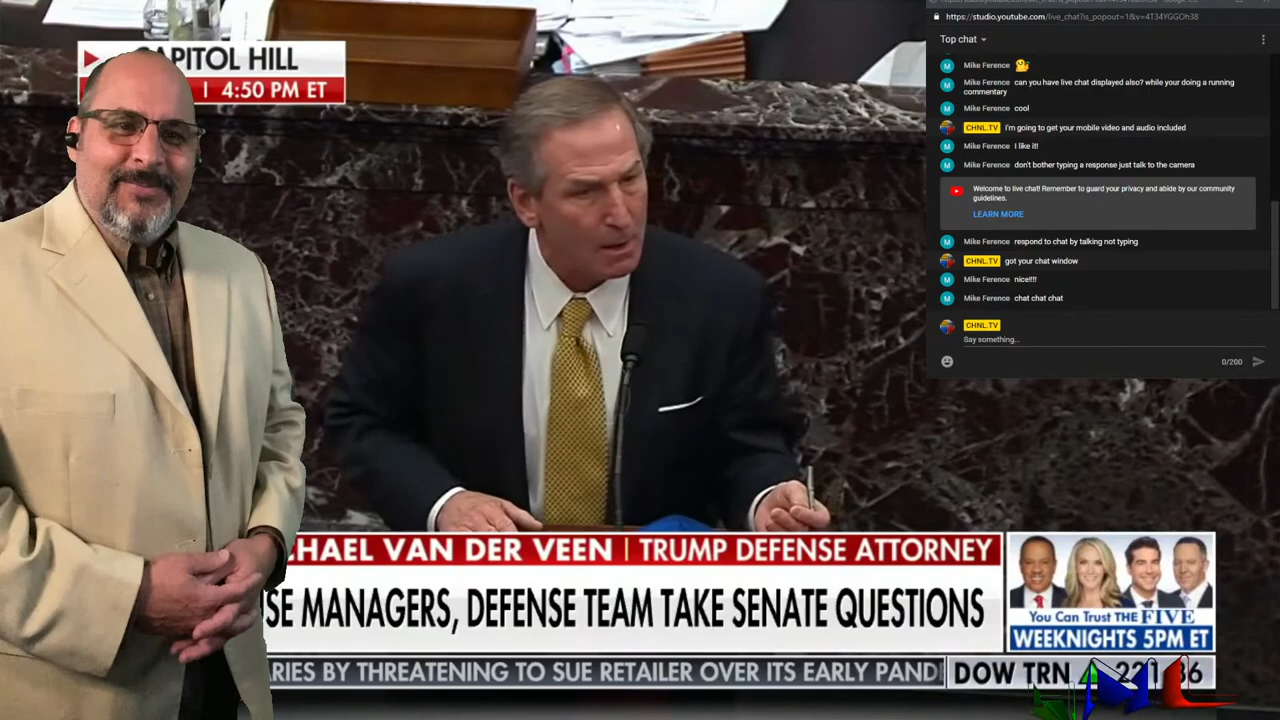 https://studio.youtube.com/live_chat?is_popout=1&v=4T34YGGOh38
Top chat
CAPITOL HILL
4:50 PM ET
M Mike Ference
M Mike Ference can you have live chat displayed also? while your doing a running
commentary
M Mike Ference cool
CHNL.TV I'm going to get your mobile video and audio included
M Mike Ference I like it!
M Mike Ference don't bother typing a response just talk to the camera
Welcome to live chat! Remember to guard your privacy and abide by our community
guidelines.
LEARN MORE
M Mike Ference respond to chat by talking not typing
CHNL.TV got your chat window
M Mike Ference nice!!!!
M Mike Ference chat chat chat
CHNL.TV
Say something...
0/200
CHAEL VAN DER VEEN | TRUMP DEFENSE ATTORNEY
USE MANAGERS, DEFENSE TEAM TAKE SENATE QUESTIONS
You Can Trust THE FIVE
WEEKNIGHTS 5PM ET
ARIES BY THREATENING TO SUE RETAILER OVER ITS EARLY PAND
DOW TRN